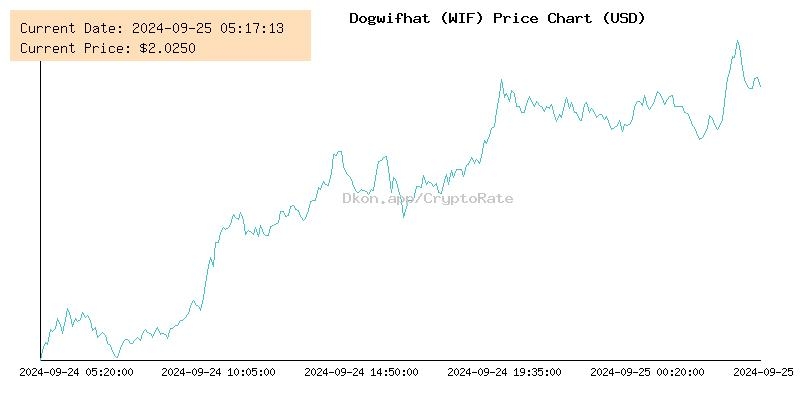 Dogwifhat (WIF) Price Chart (USD)
Current Date: 2024-09-25 05:17:13
Current Price: $2.0250
Dkon.app/CryptoRate
2024-09-24 05:20:00 2024-09-24 10:05:00 2024-09-24 14:50:00 2024-09-24 19:35:00 2024-09-25 00:20:00 2024-09-25